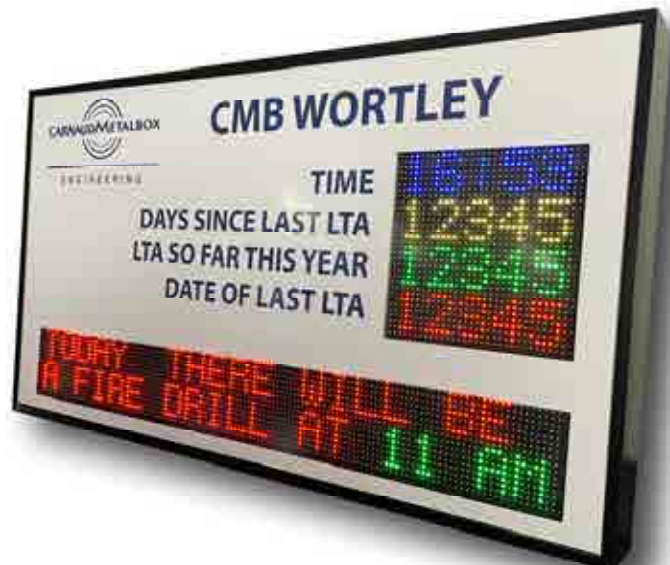 CARNAUDMETALBOX
ENGINEERING
CMB WORTLEY
TIME 16:53
DAYS SINCE LAST LTA 12345
LTA SO FAR THIS YEAR 12345
DATE OF LAST LTA 12345
TODAY THERE WILL BE
A FIRE DRILL AT 11 AM